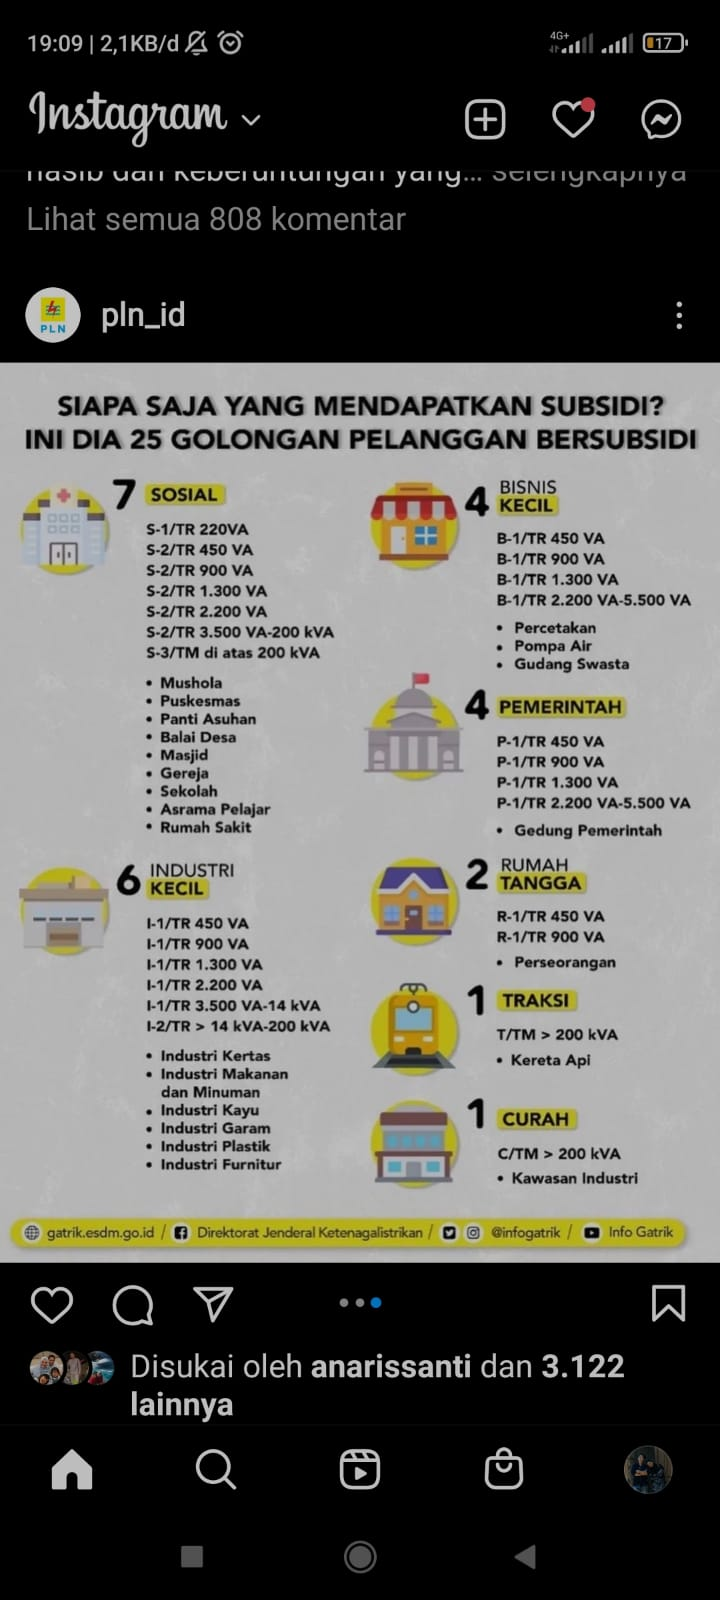 19:09 | 2,1KB/d
4G+
17
Instagram
nasib dan keberuntungan yang... selengkapnya
Lihat semua 808 komentar
PLN
pln_id
SIAPA SAJA YANG MENDAPATKAN SUBSIDI?
INI DIA 25 GOLONGAN PELANGGAN BERSUBSIDI
7 SOSIAL
S-1/TR 220VA
S-2/TR 450 VA
S-2/TR 900 VA
S-2/TR 1.300 VA
S-2/TR 2.200 VA
S-2/TR 3.500 VA-200 kVA
S-3/TM di atas 200 kVA
• Mushola
• Puskesmas
• Panti Asuhan
• Balai Desa
• Masjid
• Gereja
• Sekolah
• Asrama Pelajar
• Rumah Sakit
6 INDUSTRI
KECIL
I-1/TR 450 VA
I-1/TR 900 VA
I-1/TR 1.300 VA
I-1/TR 2.200 VA
I-1/TR 3.500 VA-14 kVA
I-2/TR > 14 kVA-200 kVA
• Industri Kertas
• Industri Makanan
dan Minuman
• Industri Kayu
• Industri Garam
• Industri Plastik
• Industri Furnitur
4 BISNIS
KECIL
B-1/TR 450 VA
B-1/TR 900 VA
B-1/TR 1.300 VA
B-1/TR 2.200 VA-5.500 VA
• Percetakan
• Pompa Air
• Gudang Swasta
4 PEMERINTAH
P-1/TR 450 VA
P-1/TR 900 VA
P-1/TR 1.300 VA
P-1/TR 2.200 VA-5.500 VA
• Gedung Pemerintah
2 RUMAH
TANGGA
R-1/TR 450 VA
R-1/TR 900 VA
• Perseorangan
1 TRAKSI
T/TM > 200 kVA
• Kereta Api
1 CURAH
C/TM > 200 kVA
• Kawasan Industri
gatrik.esdm.go.id / Direktorat Jenderal Ketenagalistrikan / @infogatrik / Info Gatrik
Disukai oleh anarissanti dan 3.122
lainnya